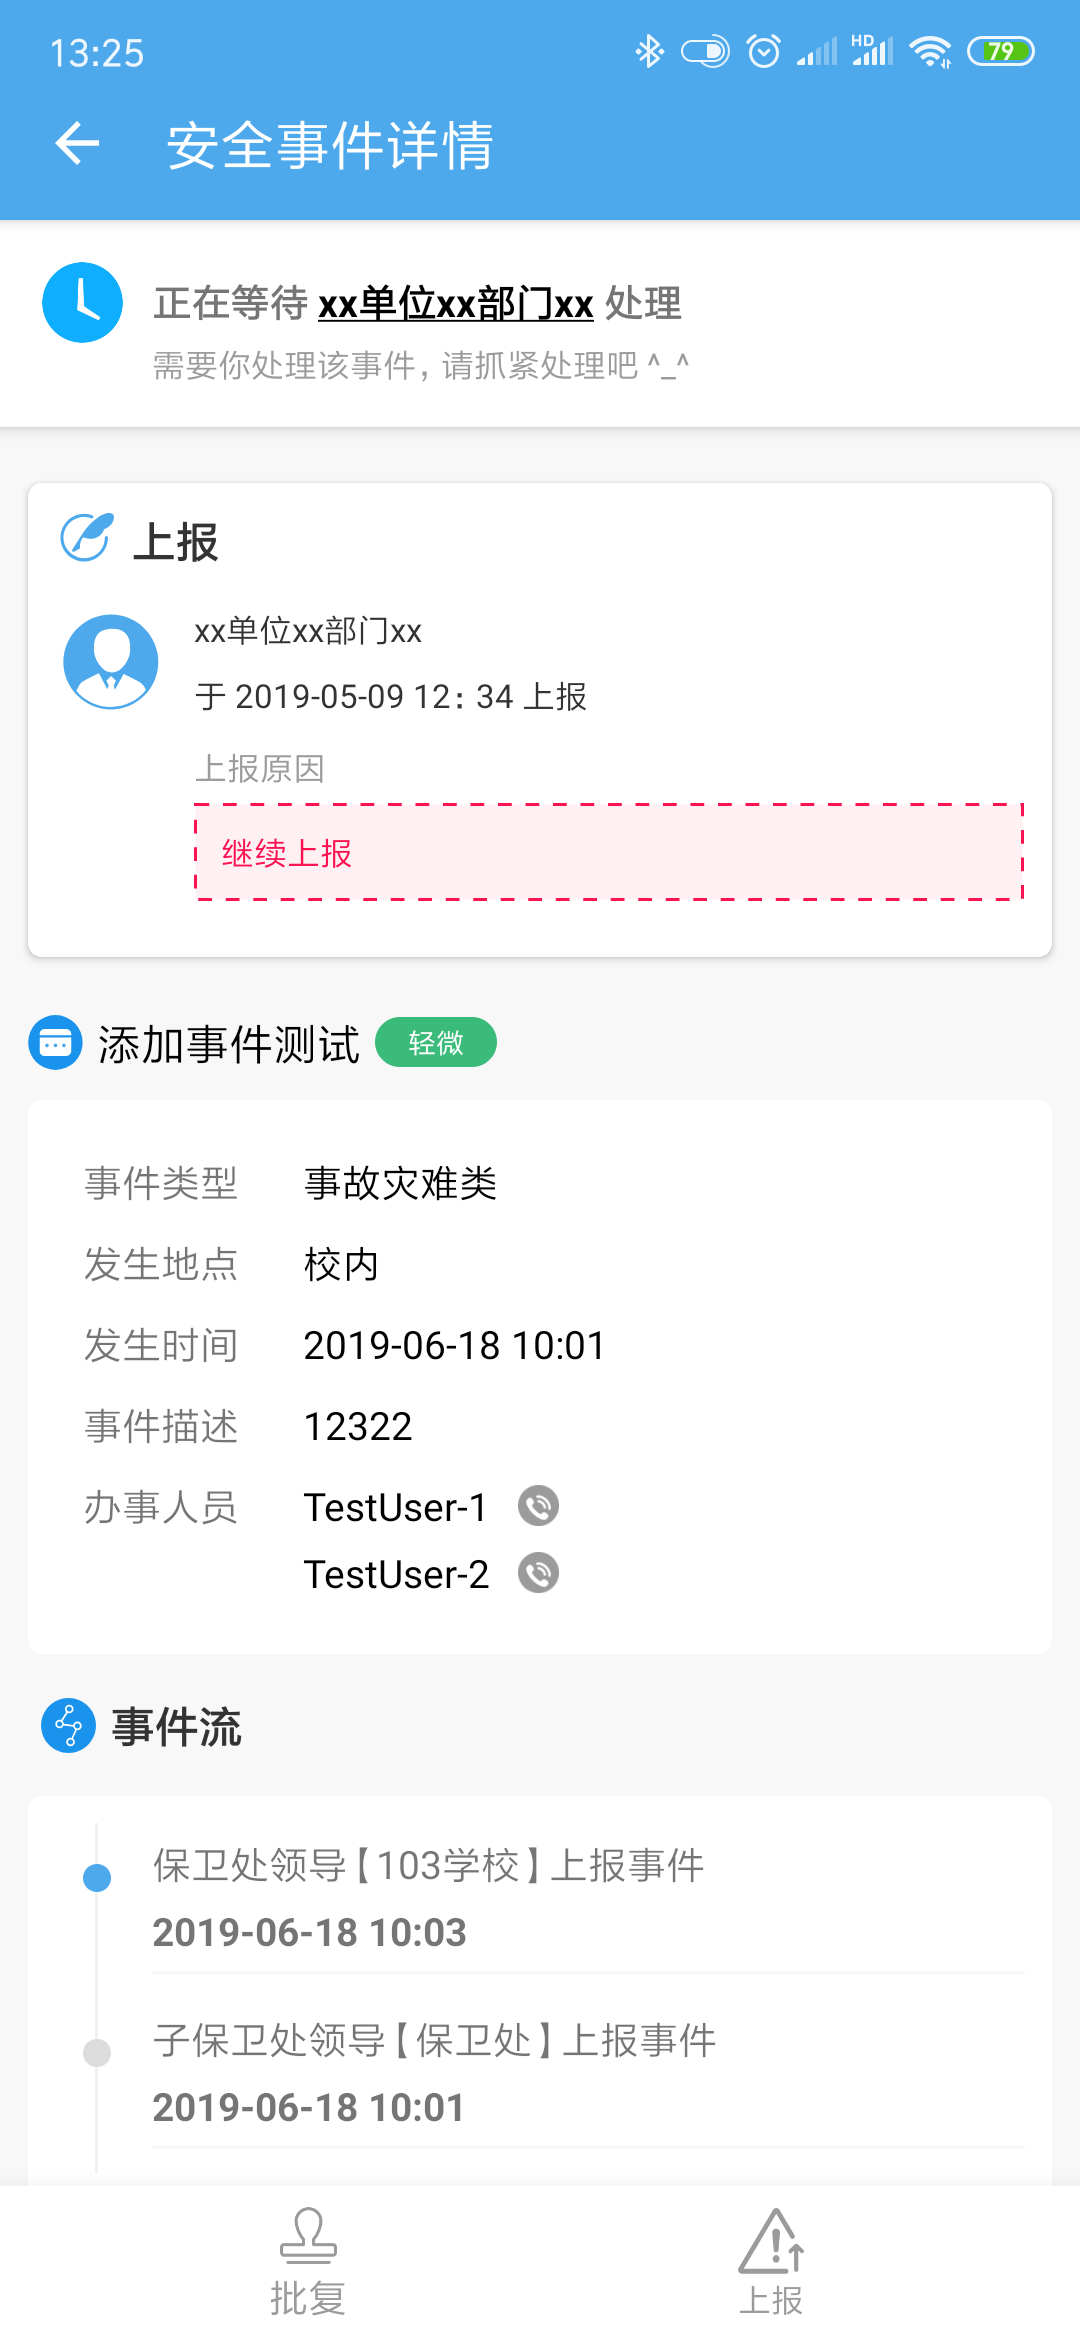 13:25
HD
79
安全事件详情
正在等待 xx单位xx部门xx 处理
需要你处理该事件，请抓紧处理吧 ^_^
上报
xx单位xx部门xx
于 2019-05-09 12：34 上报
上报原因
继续上报
添加事件测试 轻微
事件类型 事故灾难类
发生地点 校内
发生时间 2019-06-18 10:01
事件描述 12322
办事人员 TestUser-1
TestUser-2
事件流
保卫处领导【103学校】上报事件
2019-06-18 10:03
子保卫处领导【保卫处】上报事件
2019-06-18 10:01
批复
上报